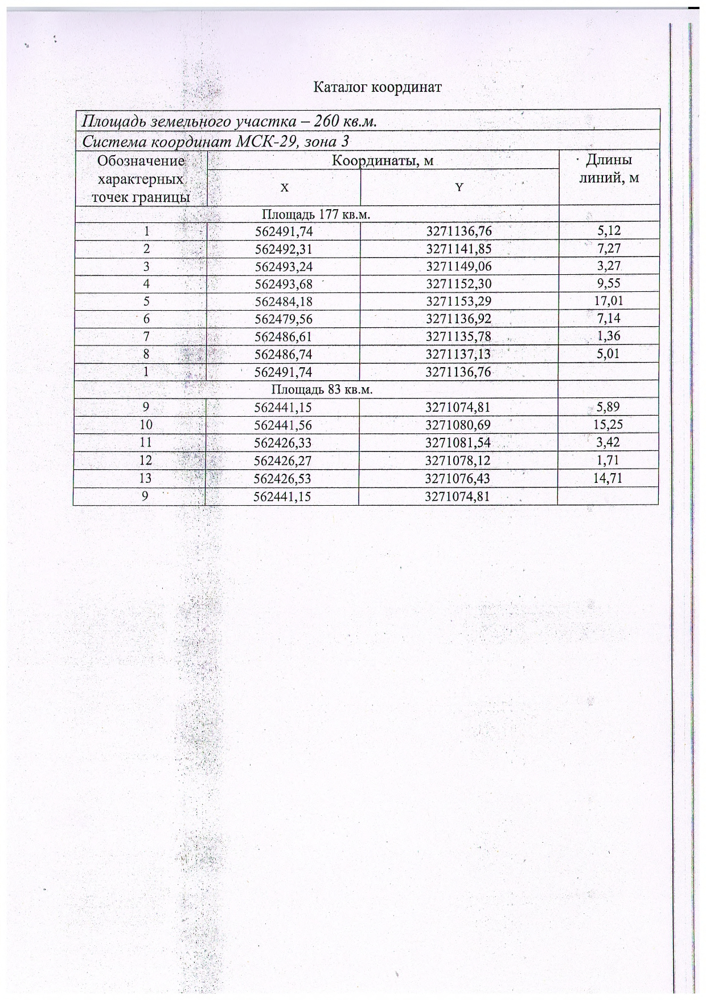 Каталог координат
Площадь земельного участка – 260 кв.м.
Система координат МСК-29, зона 3
Обозначение характерных точек границы Координаты, м Длины линий, м
X Y
Площадь 177 кв.м.
1 562491,74 3271136,76 5,12
2 562492,31 3271141,85 7,27
3 562493,24 3271149,06 3,27
4 562493,68 3271152,30 9,55
5 562484,18 3271153,29 17,01
6 562479,56 3271136,92 7,14
7 562486,61 3271135,78 1,36
8 562486,74 3271137,13 5,01
1 562491,74 3271136,76
Площадь 83 кв.м.
9 562441,15 3271074,81 5,89
10 562441,56 3271080,69 15,25
11 562426,33 3271081,54 3,42
12 562426,27 3271078,12 1,71
13 562426,53 3271076,43 14,71
9 562441,15 3271074,81